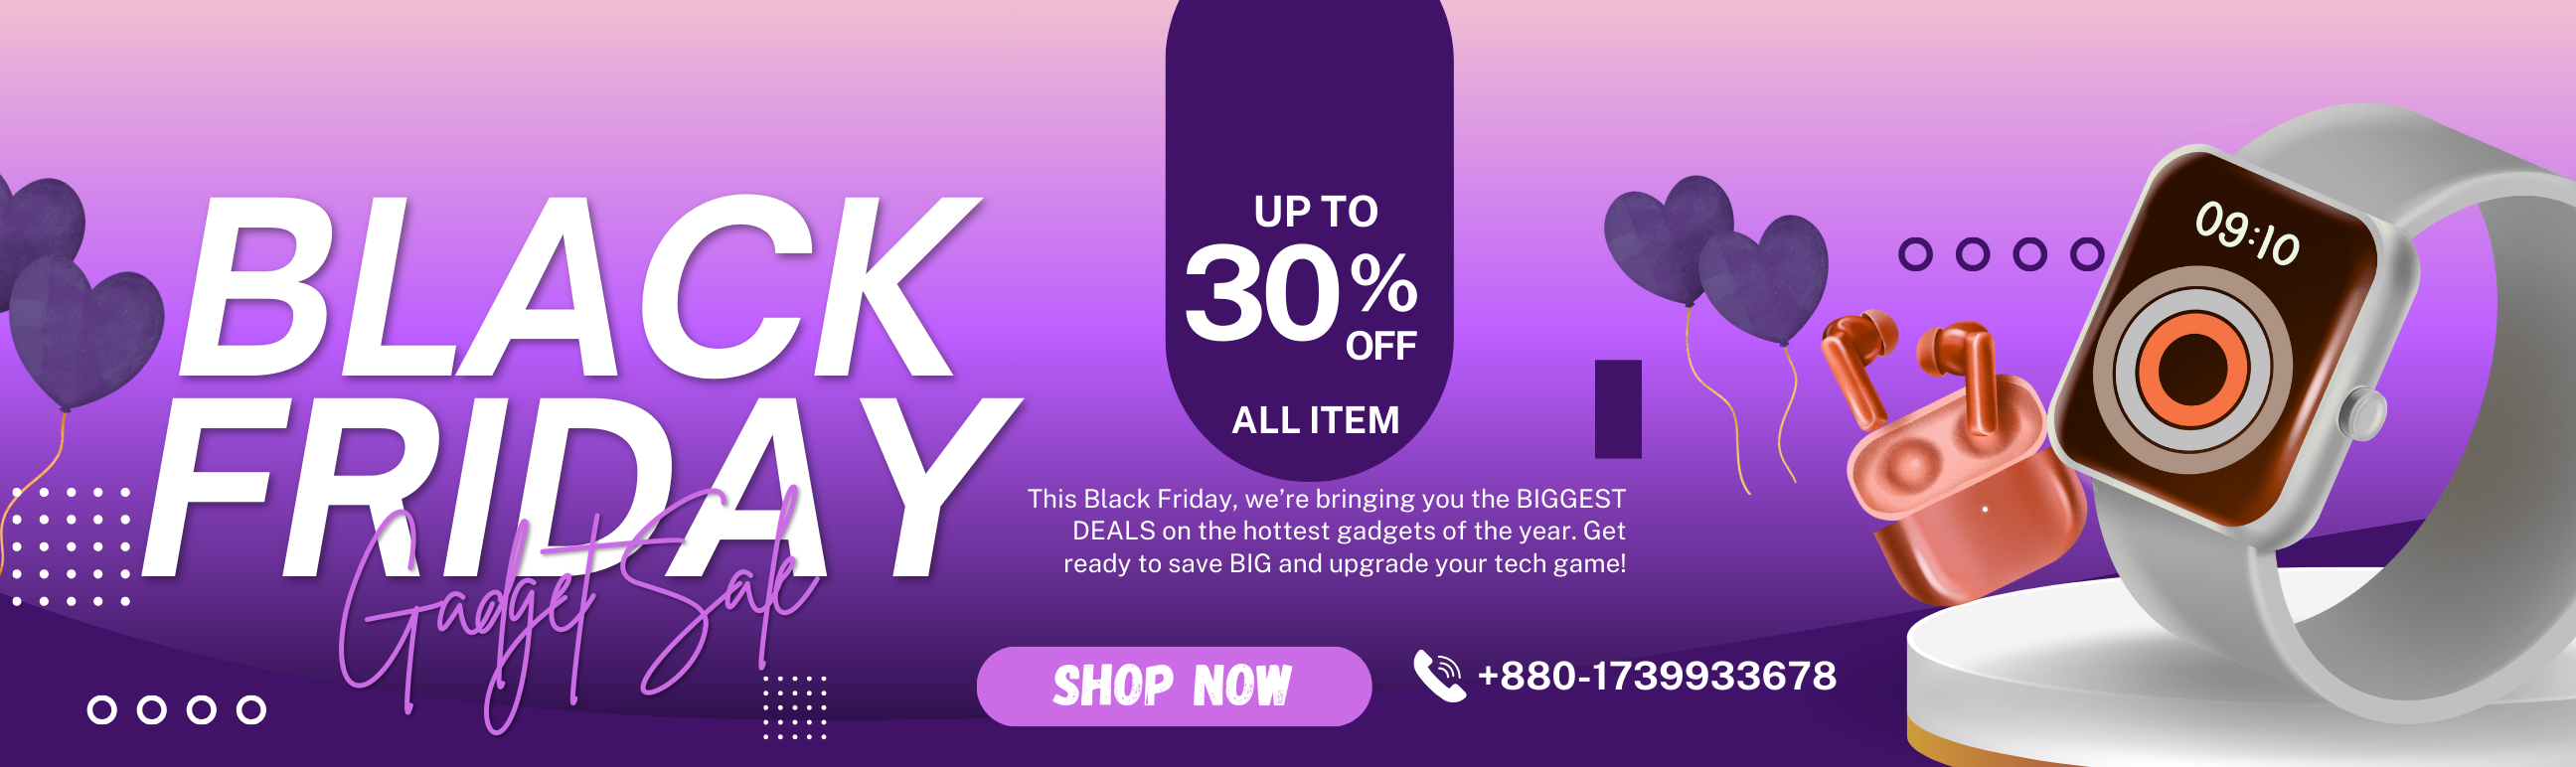 BLACK
FRIDAY
Gadget Sale
UP TO
30%
OFF
ALL ITEM
This Black Friday, we’re bringing you the BIGGEST
DEALS on the hottest gadgets of the year. Get
ready to save BIG and upgrade your tech game!
SHOP NOW
+880-1739933678
09:10